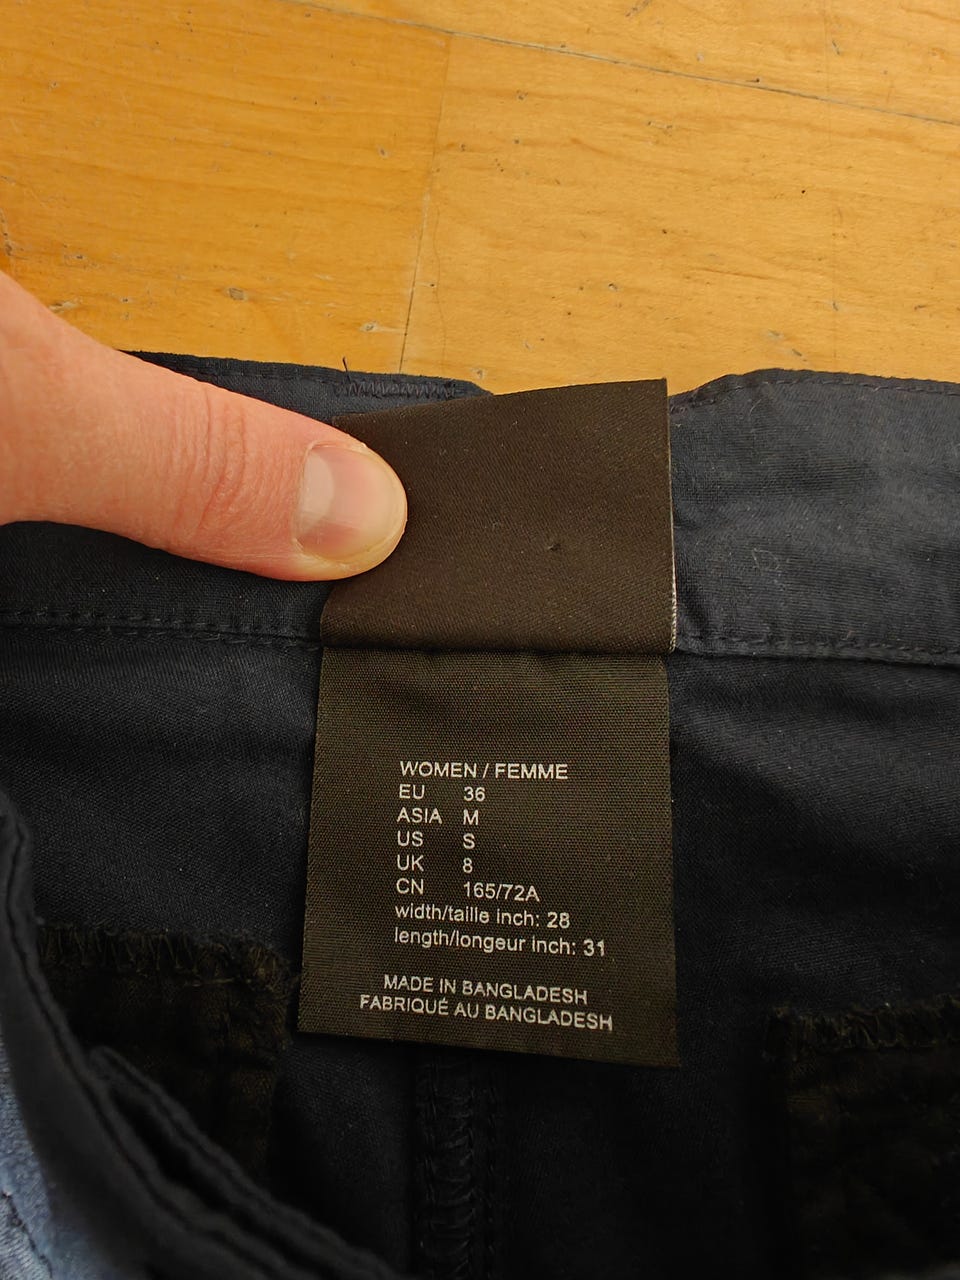 WOMEN / FEMME
EU 36
ASIA M
US S
UK 8
CN 165/72A
width/taille inch: 28
length/longeur inch: 31
MADE IN BANGLADESH
FABRIQUÉ AU BANGLADESH